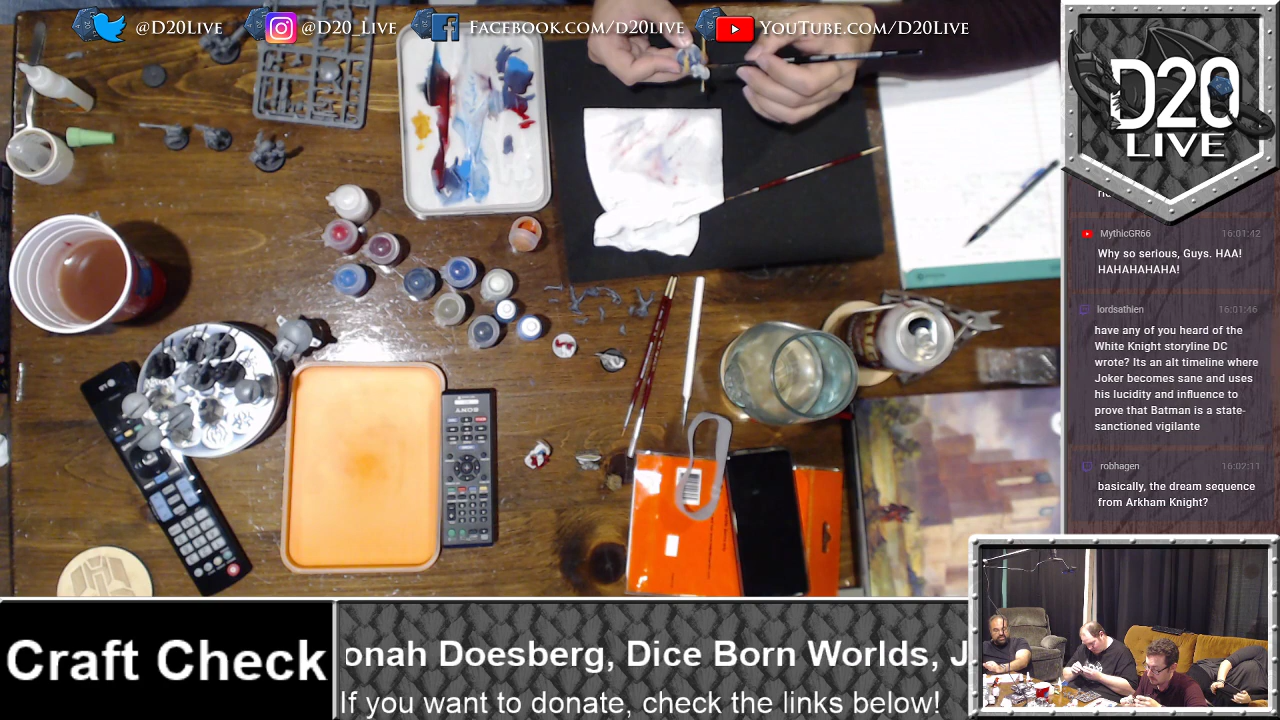 @D20Live
@D20_Live
Facebook.com/d20live
YouTube.com/D20Live
D20
LIVE
MythicGR66
16:01:42
Why so serious, Guys. HAA!
HAHAHAHAHA!
lordsathien
16:01:46
have any of you heard of the
White Knight storyline DC
wrote? Its an alt timeline where
Joker becomes sane and uses
his lucidity and influence to
prove that Batman is a state-
sanctioned vigilante
robhagen
16:02:11
basically, the dream sequence
from Arkham Knight?
SONY
Craft Check
onah Doesberg, Dice Born Worlds, J
If you want to donate, check the links below!